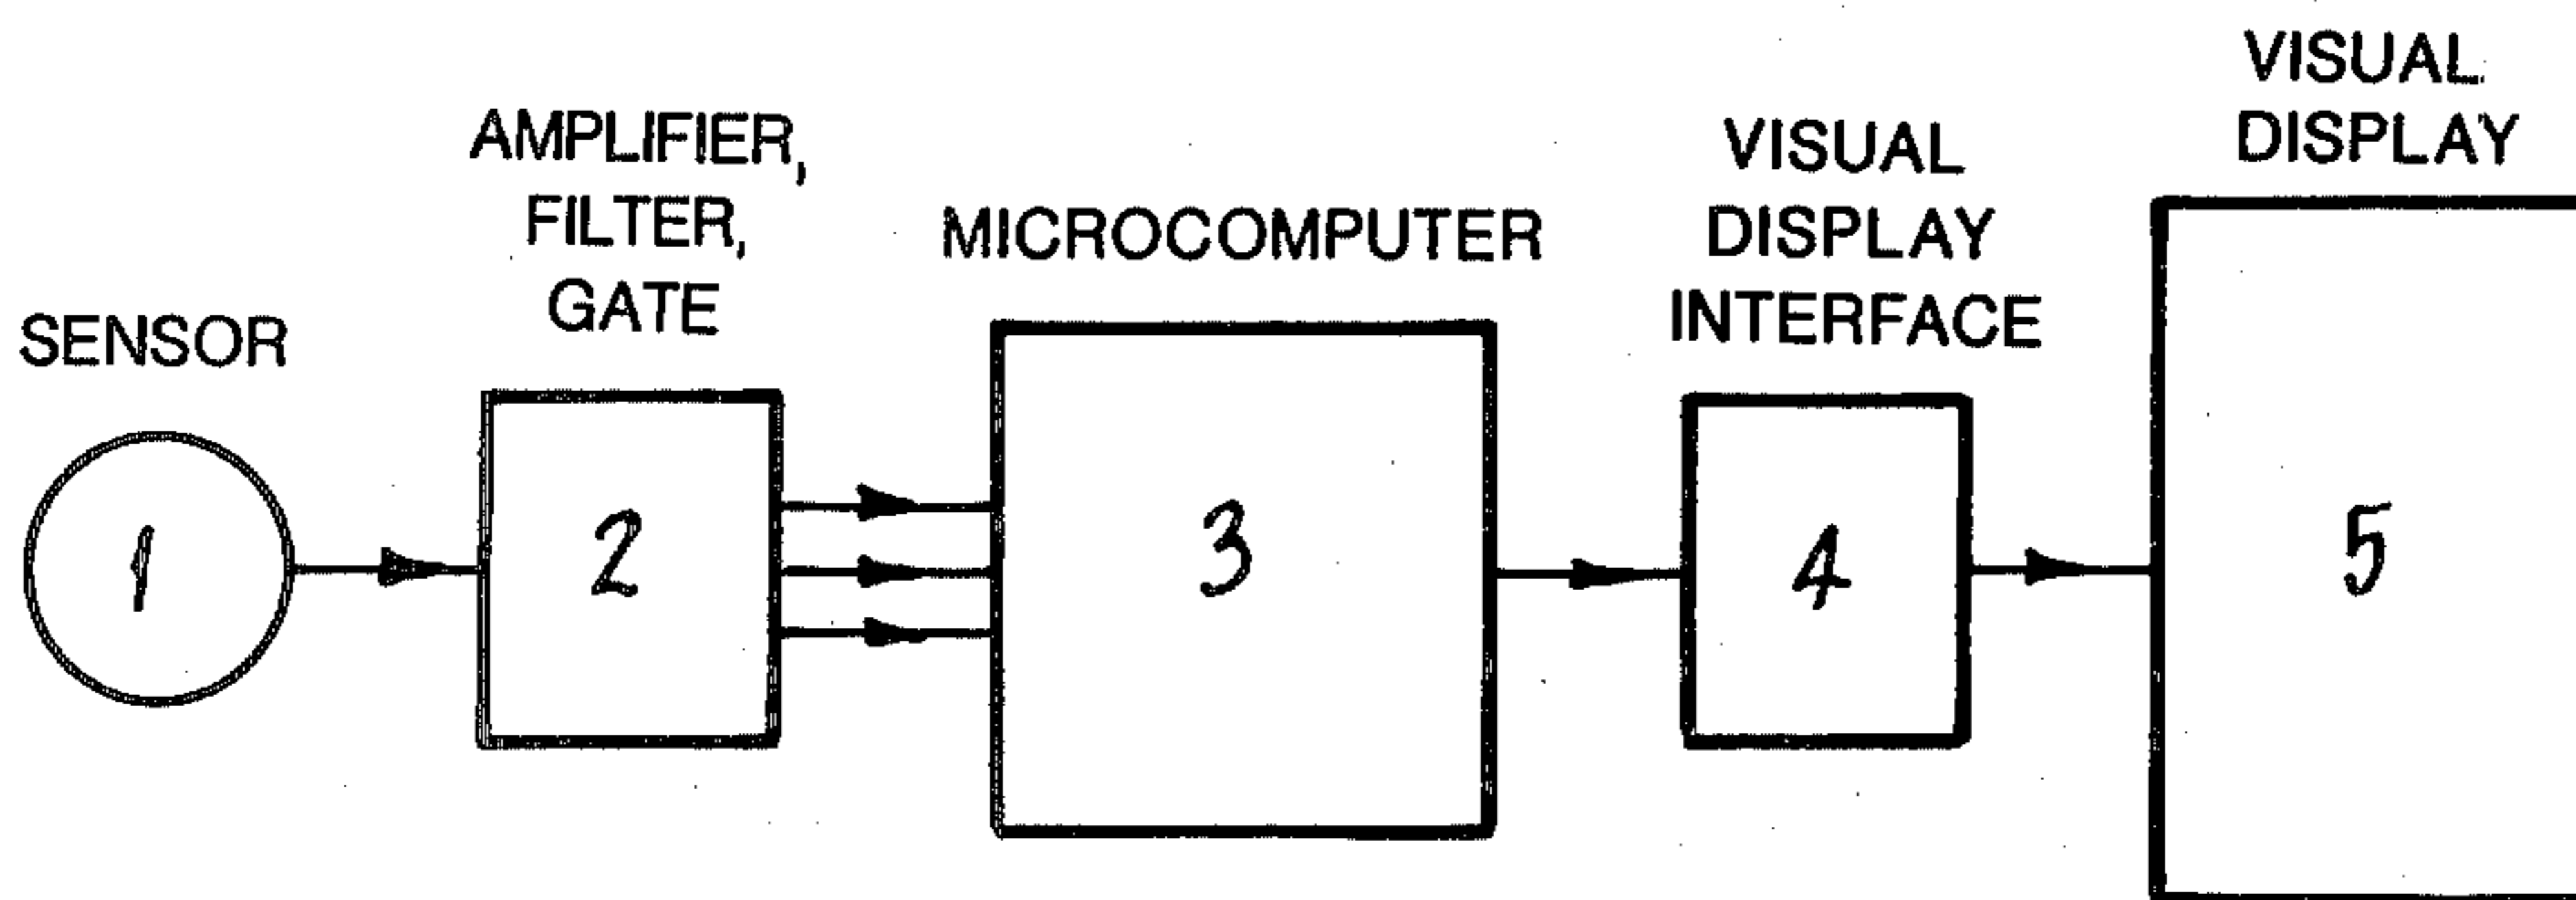 SENSOR
AMPLIFIER,
FILTER,
GATE
MICROCOMPUTER
VISUAL
DISPLAY
INTERFACE
VISUAL
DISPLAY
1
2
3
4
5